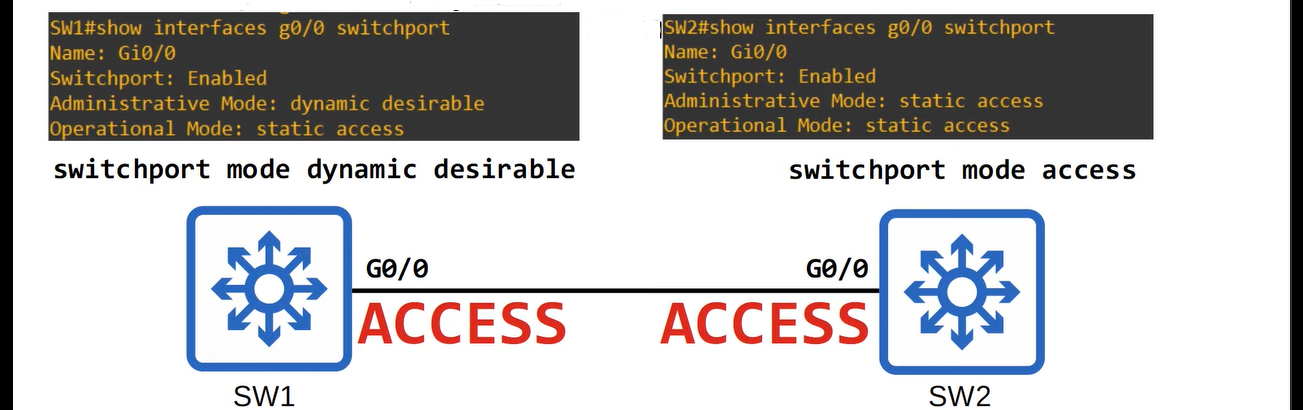 SW1#show interfaces g0/0 switchport
Name: Gi0/0
Switchport: Enabled
Administrative Mode: dynamic desirable
Operational Mode: static access
SW2#show interfaces g0/0 switchport
Name: Gi0/0
Switchport: Enabled
Administrative Mode: static access
Operational Mode: static access
switchport mode dynamic desirable
switchport mode access
G0/0
G0/0
ACCESS
ACCESS
SW1
SW2